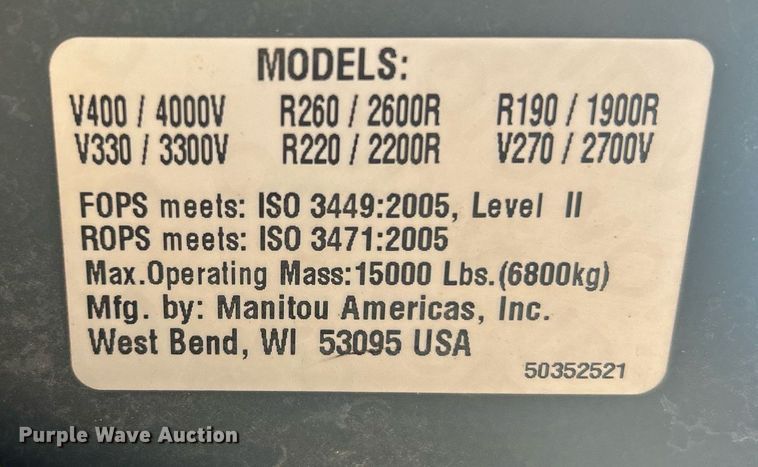 MODELS:
V400 / 4000V R260 / 2600R R190 / 1900R
V330 / 3300V R220 / 2200R V270 / 2700V
FOPS meets: ISO 3449:2005, Level II
ROPS meets: ISO 3471:2005
Max.Operating Mass:15000 Lbs.(6800kg)
Mfg. by: Manitou Americas, Inc.
West Bend, WI 53095 USA
50352521
Purple Wave Auction